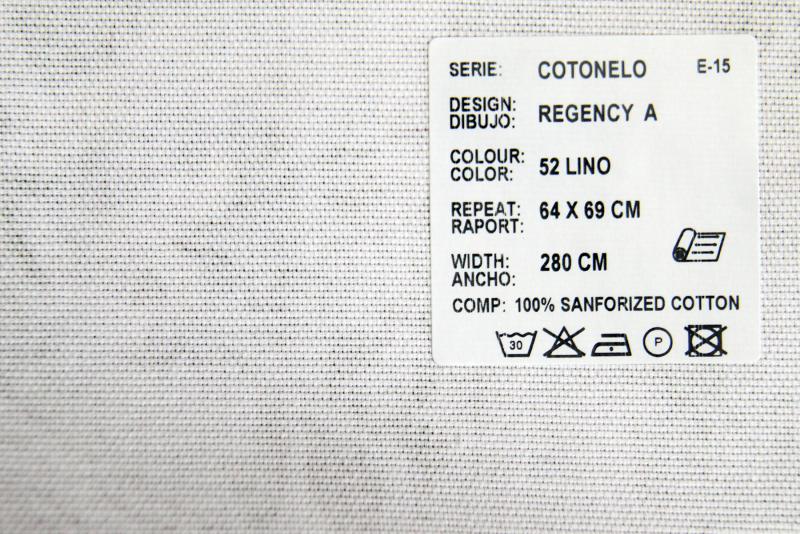 SERIE: COTONELO E-15
DESIGN: REGENCY A
DIBUJO:
COLOUR: 52 LINO
COLOR:
REPEAT: 64 X 69 CM
RAPORT:
WIDTH: 280 CM
ANCHO:
COMP: 100% SANFORIZED COTTON
30 P